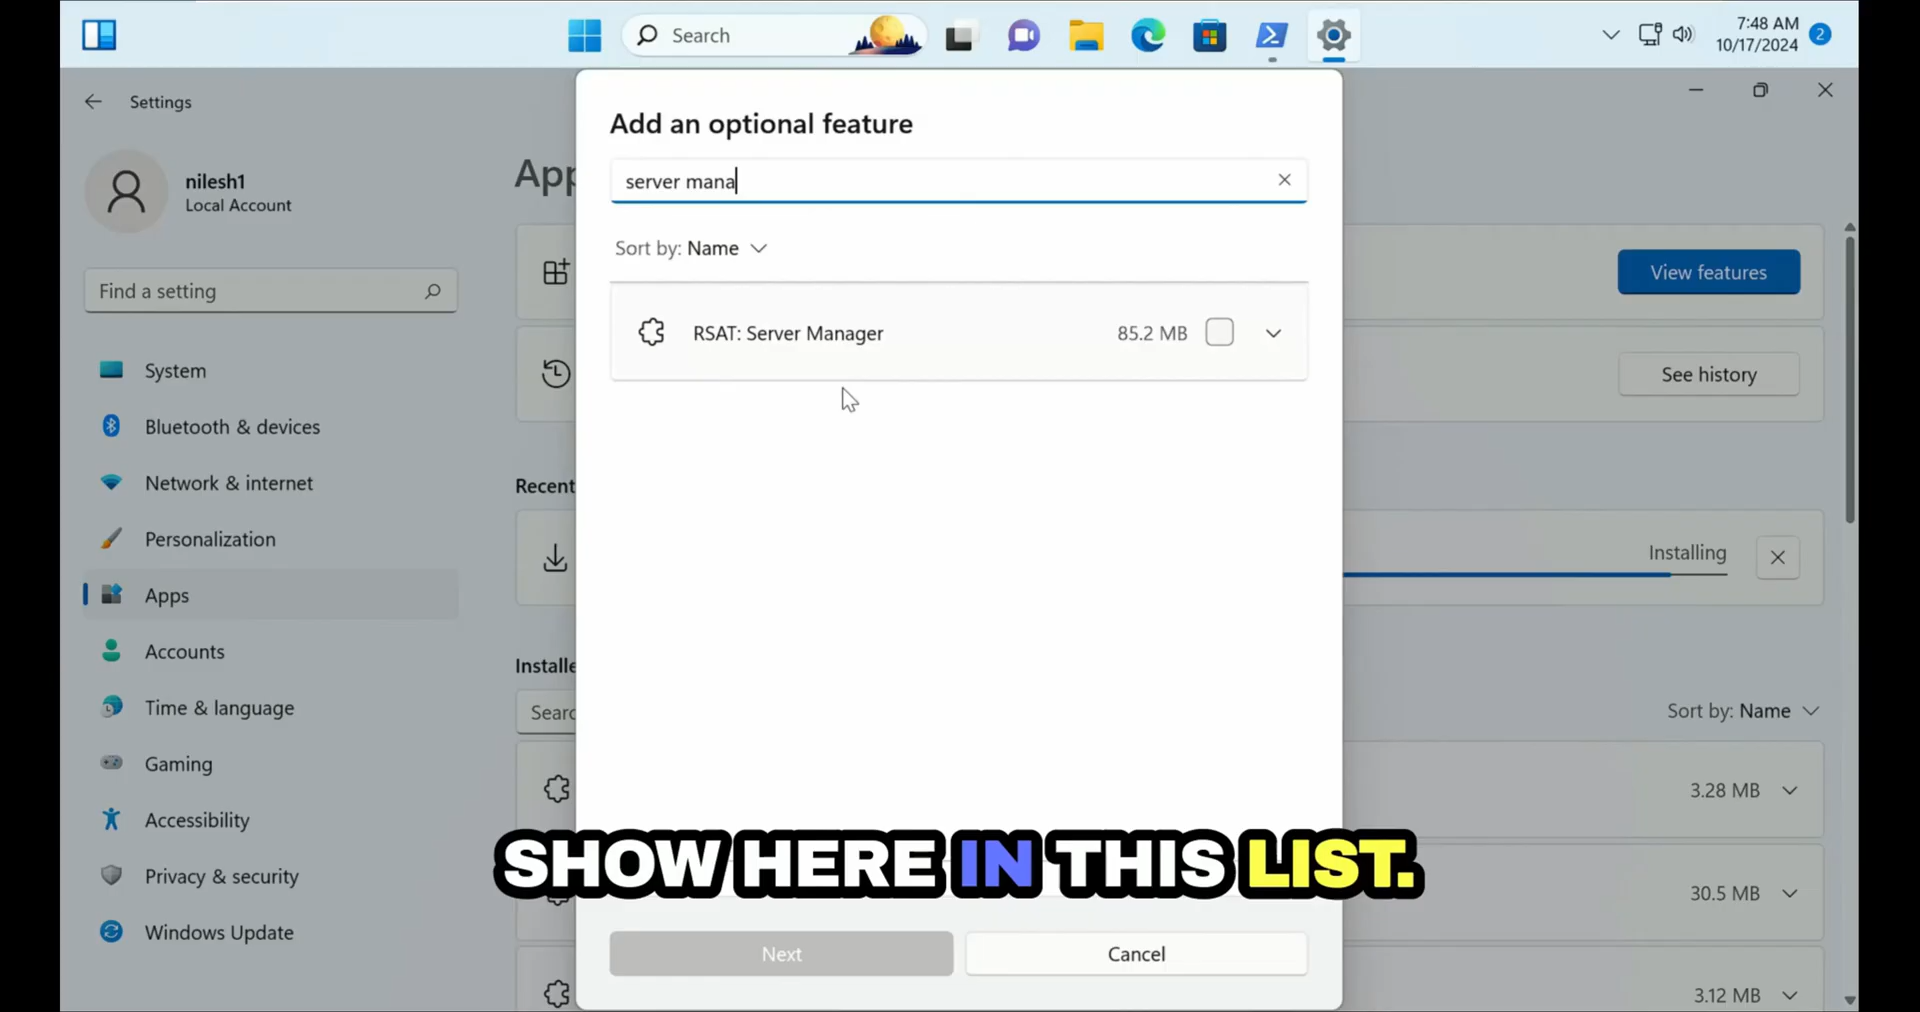 Search
7:48 AM
10/17/2024
2
Settings
nilesh1
Local Account
Find a setting
System
Bluetooth & devices
Network & internet
Personalization
Apps
Accounts
Time & language
Gaming
Accessibility
Privacy & security
Windows Update
App
Add an optional feature
server mana
Sort by: Name
RSAT: Server Manager
85.2 MB
View features
See history
Recent
Installing
Installe
Searc
Sort by: Name
3.28 MB
30.5 MB
3.12 MB
SHOW HERE IN THIS LIST.
Next
Cancel